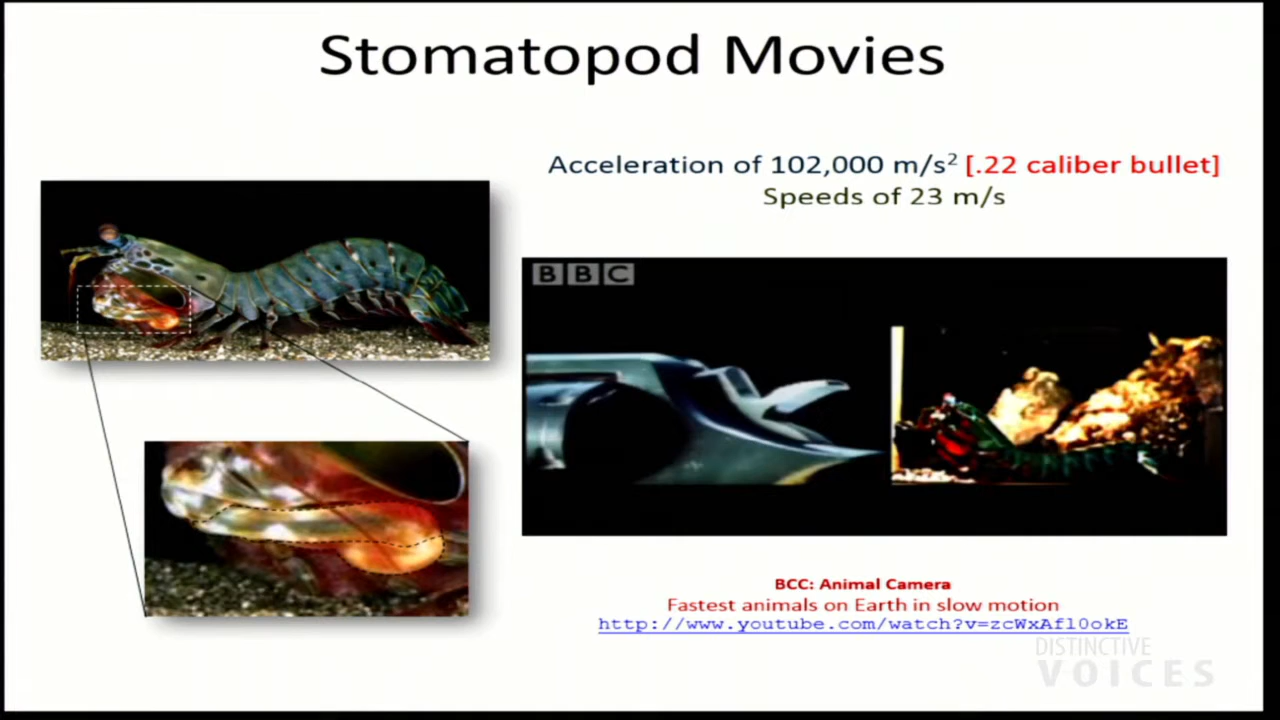 Stomatopod Movies
Acceleration of 102,000 m/s² [.22 caliber bullet]
Speeds of 23 m/s
BBC
BCC: Animal Camera
Fastest animals on Earth in slow motion
http://www.youtube.com/watch?v=zcWxAfl0okE
DISTINCTIVE
VOICES